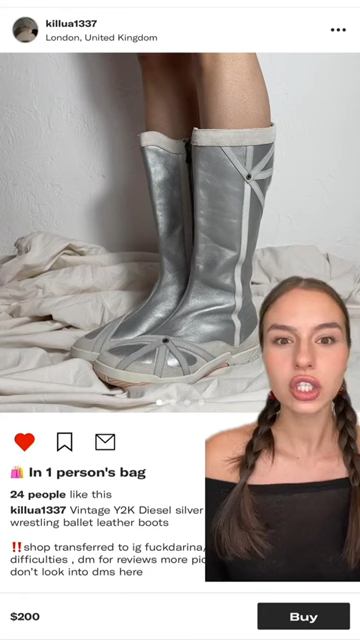 killua1337
London, United Kingdom
🛍️ In 1 person's bag
24 people like this
killua1337 Vintage Y2K Diesel silver
wrestling ballet leather boots
‼️shop transferred to ig fuckdarina/
difficulties , dm for reviews more pic
don't look into dms here
$200
Buy